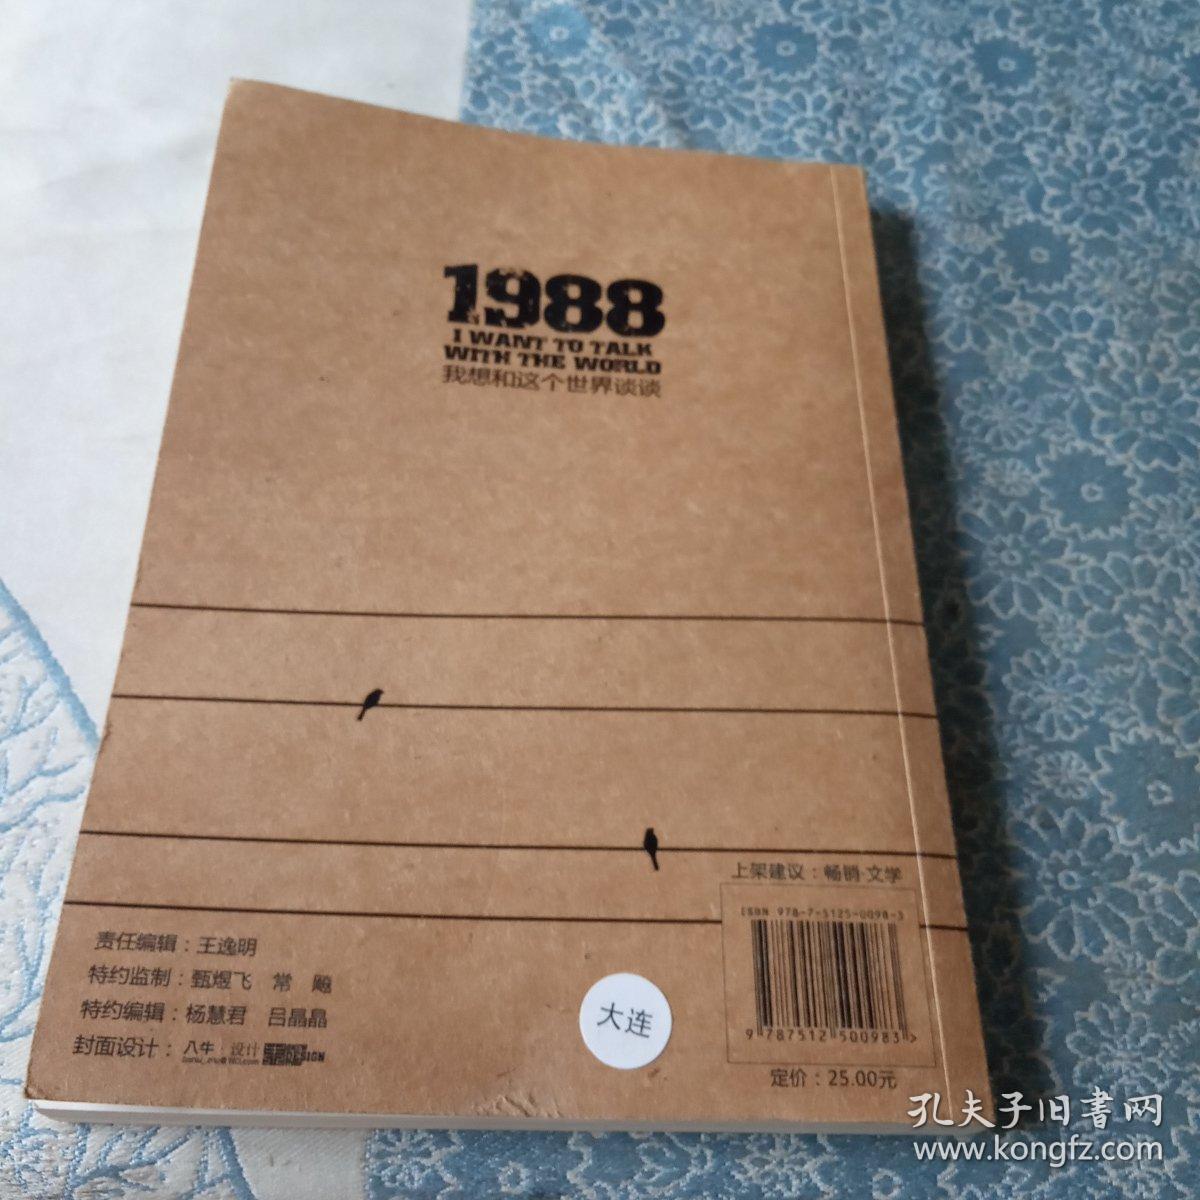 1988
I WANT TO TALK
WITH THE WORLD
我想和这个世界谈谈
上架建议：畅销·文学
ISBN 978-7-5125-0098-3
9 787512 500983 >
定价：25.00元
责任编辑：王逸明
特约监制：甄煜飞 常 飚
特约编辑：杨慧君 吕晶晶
封面设计：八牛·设计
DESIGN
大连
孔夫子旧書网
www.kongfz.com